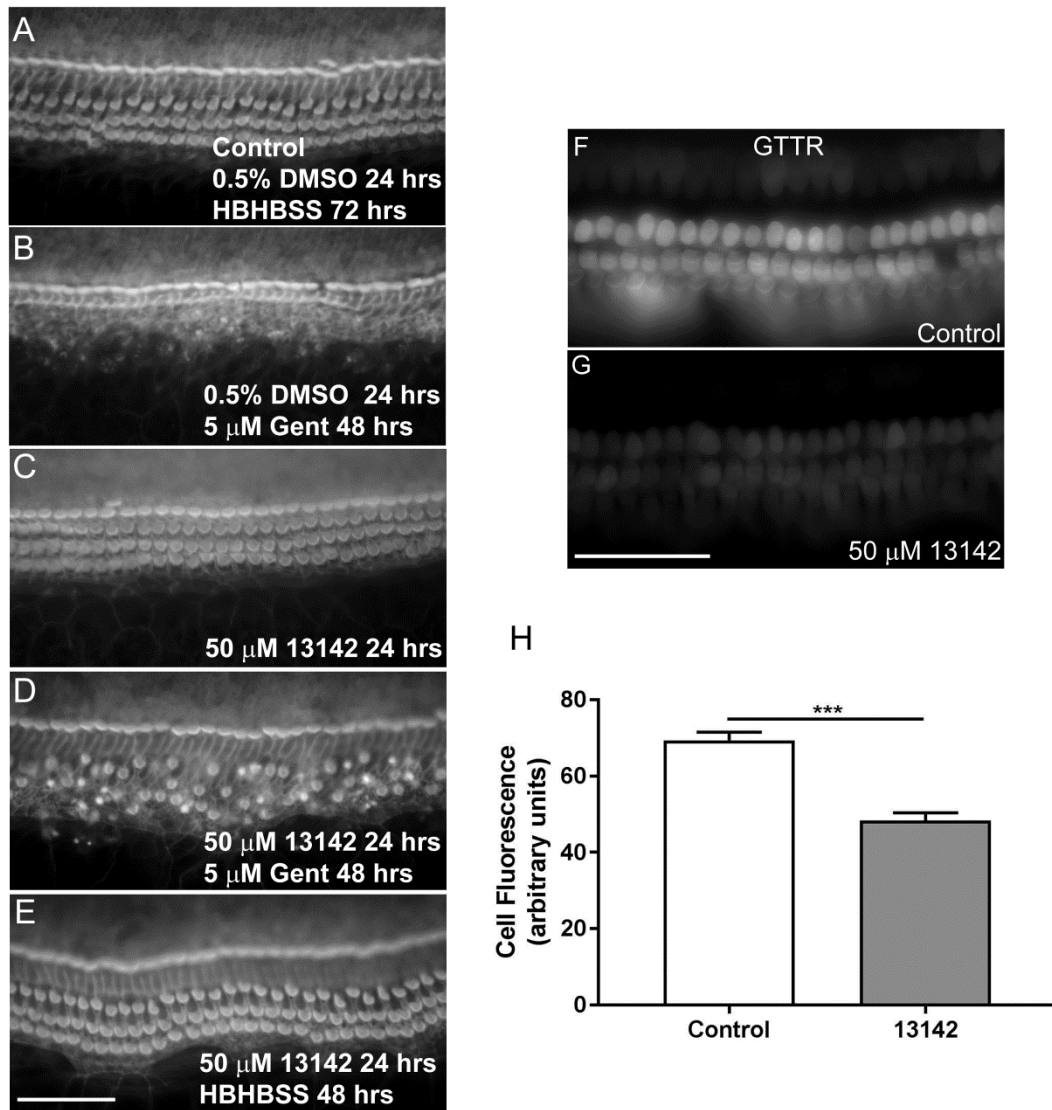 A
Control
0.5% DMSO 24 hrs
HBHBSS 72 hrs
B
0.5% DMSO 24 hrs
5 μM Gent 48 hrs
C
50 μM 13142 24 hrs
D
50 μM 13142 24 hrs
5 μM Gent 48 hrs
E
50 μM 13142 24 hrs
HBHBSS 48 hrs
F
GTTR
Control
G
50 μM 13142
H
Cell Fluorescence
(arbitrary units)
80
60
40
20
0
***
Control
13142